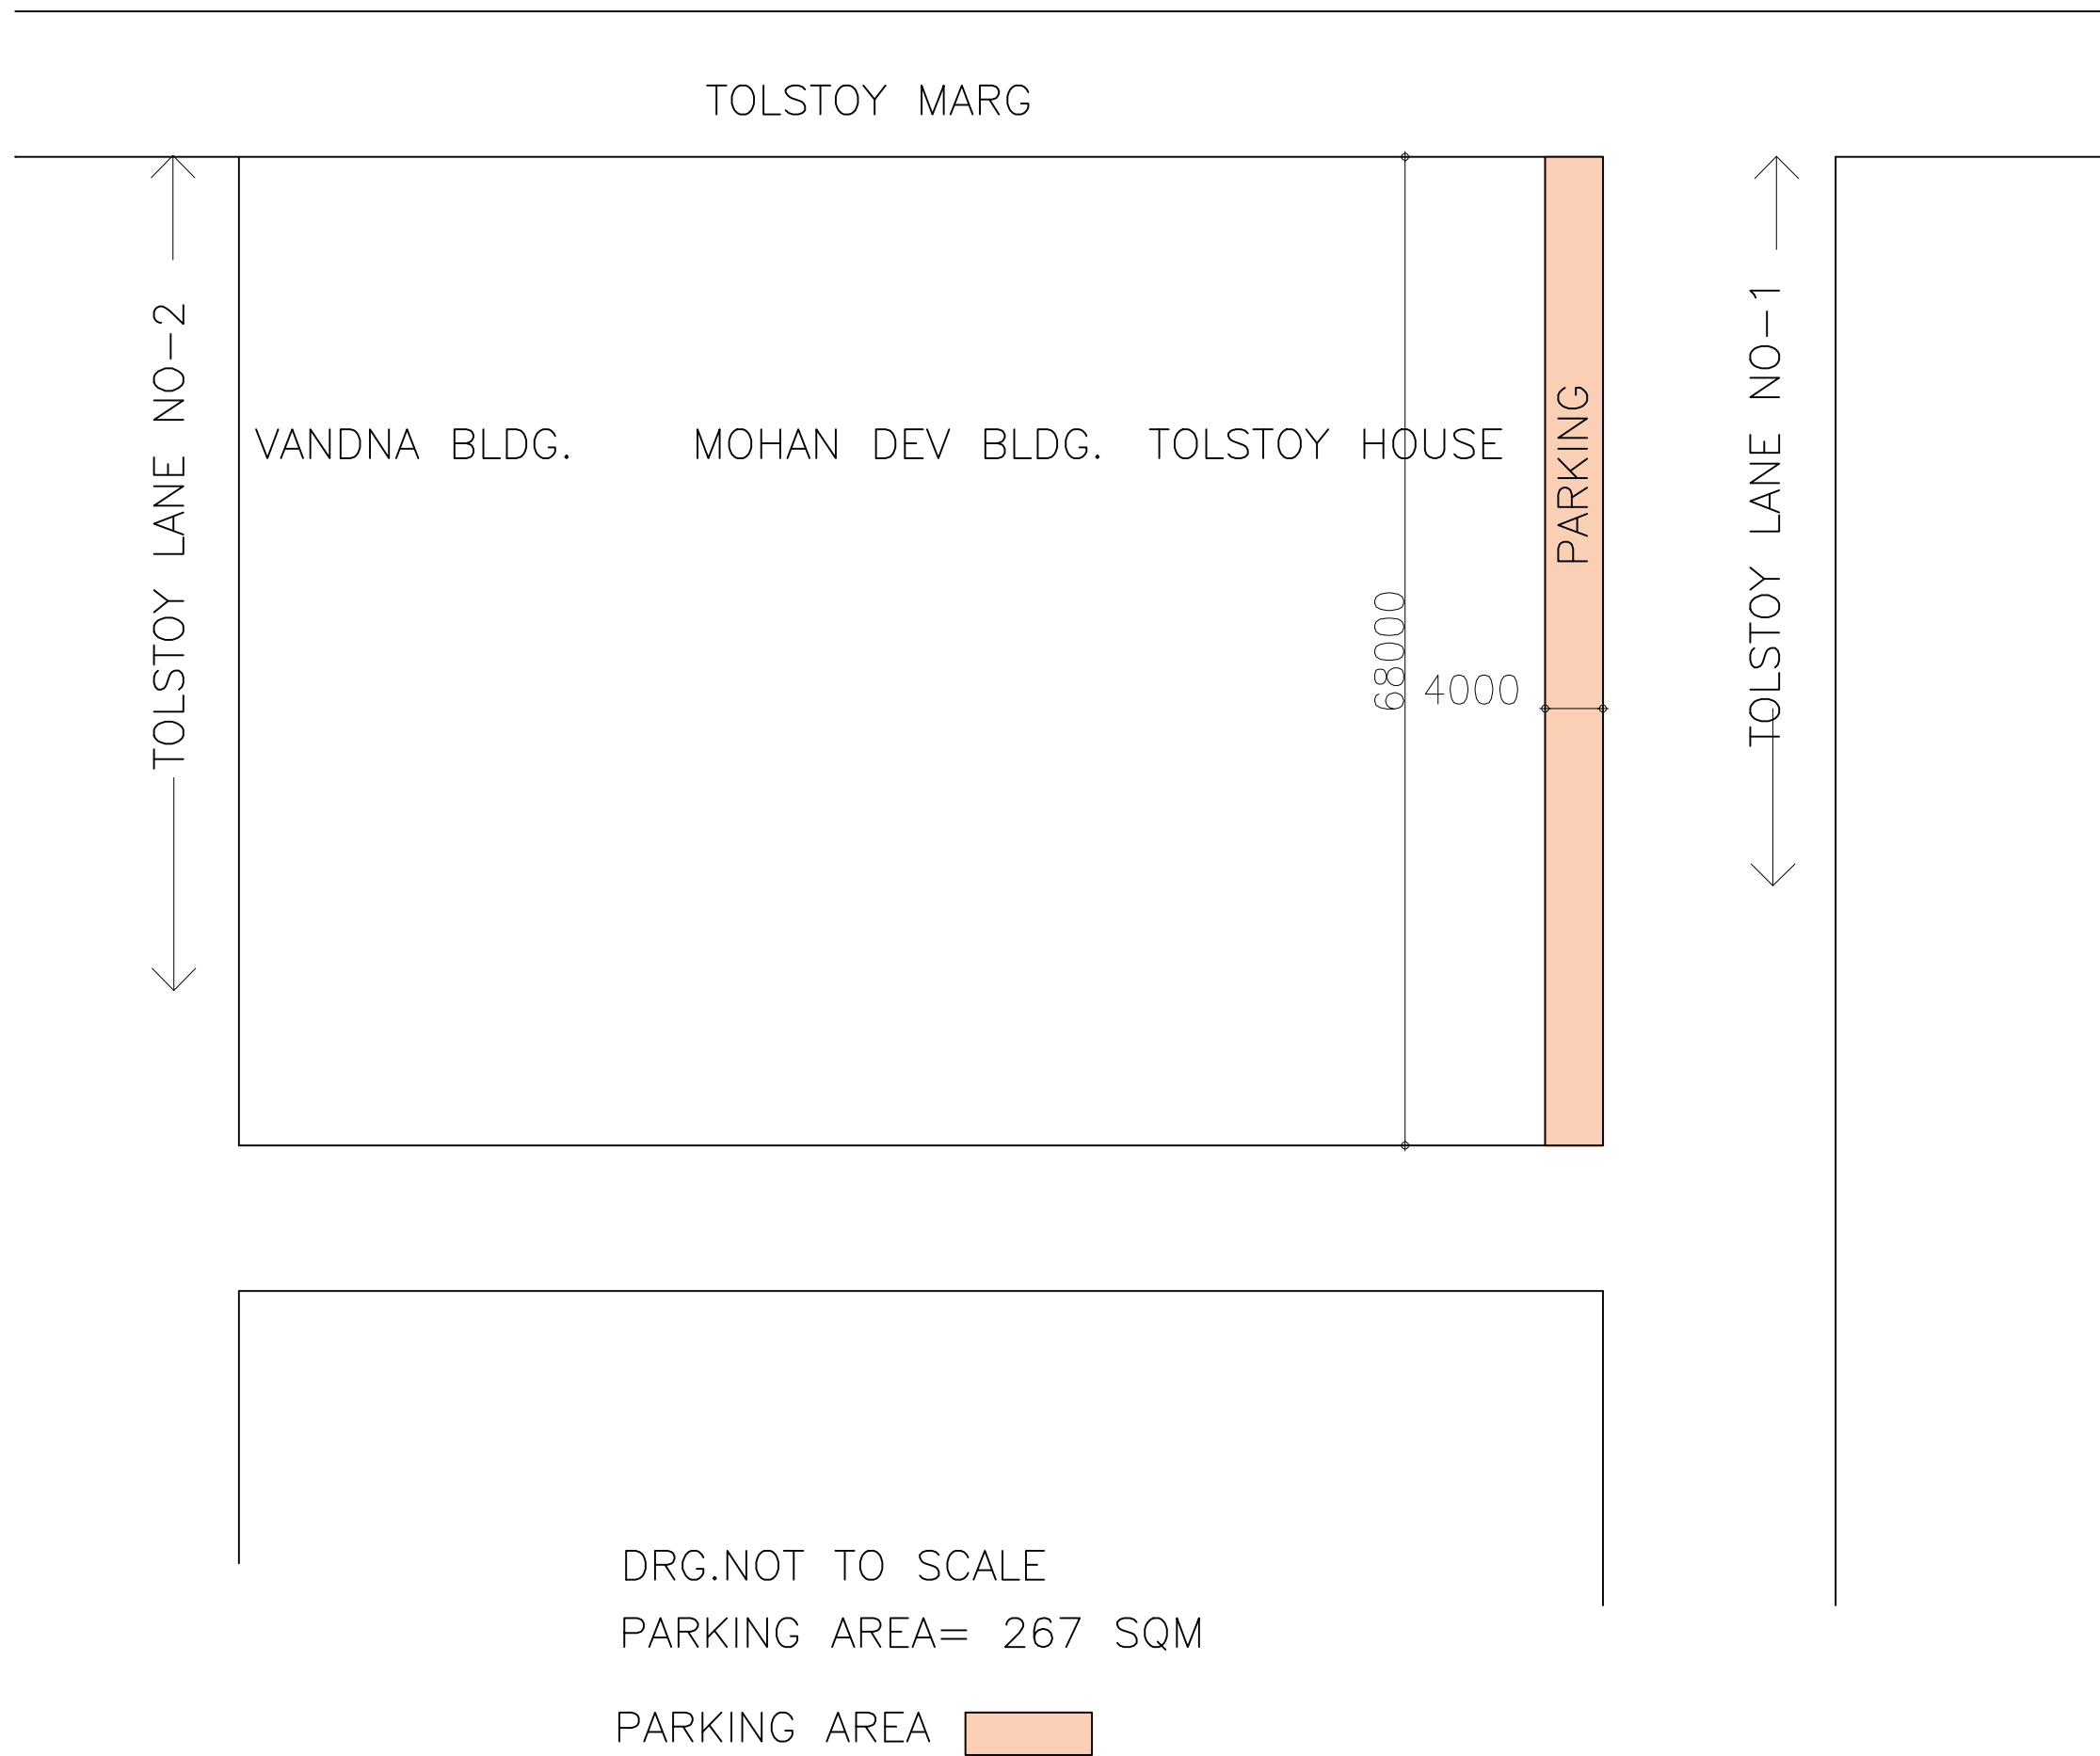 TOLSTOY MARG
TOLSTOY LANE NO-2
VANDNA BLDG.
MOHAN DEV BLDG.
TOLSTOY HOUSE
PARKING
TOLSTOY LANE NO-1
68000
4000
DRG.NOT TO SCALE
PARKING AREA= 267 SQM
PARKING AREA